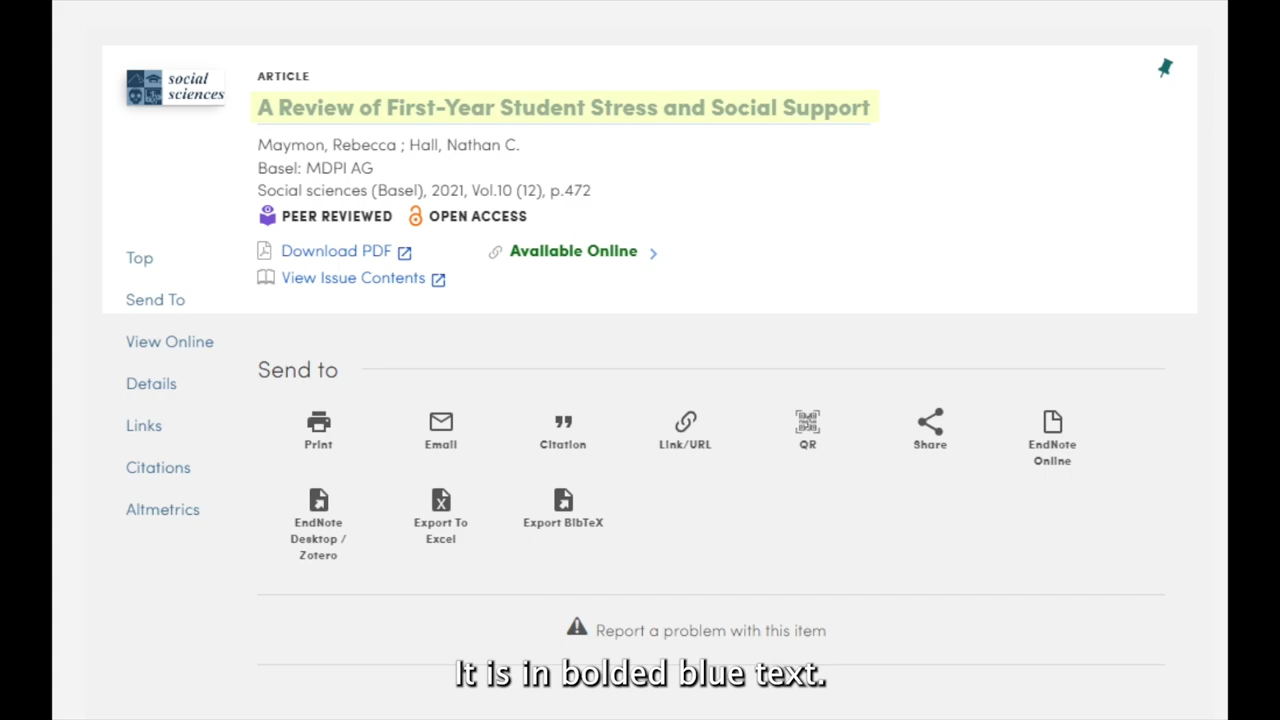 social
sciences
ARTICLE
A Review of First-Year Student Stress and Social Support
Maymon, Rebecca ; Hall, Nathan C.
Basel: MDPI AG
Social sciences (Basel), 2021, Vol.10 (12), p.472
PEER REVIEWED OPEN ACCESS
Download PDF Available Online
View Issue Contents
Top
Send To
View Online
Details
Links
Citations
Altmetrics
Send to
Print
Email
Citation
Link/URL
QR
Share
EndNote
Online
EndNote
Desktop /
Zotero
Export To
Excel
Export BibTeX
Report a problem with this item
It is in bolded blue text.